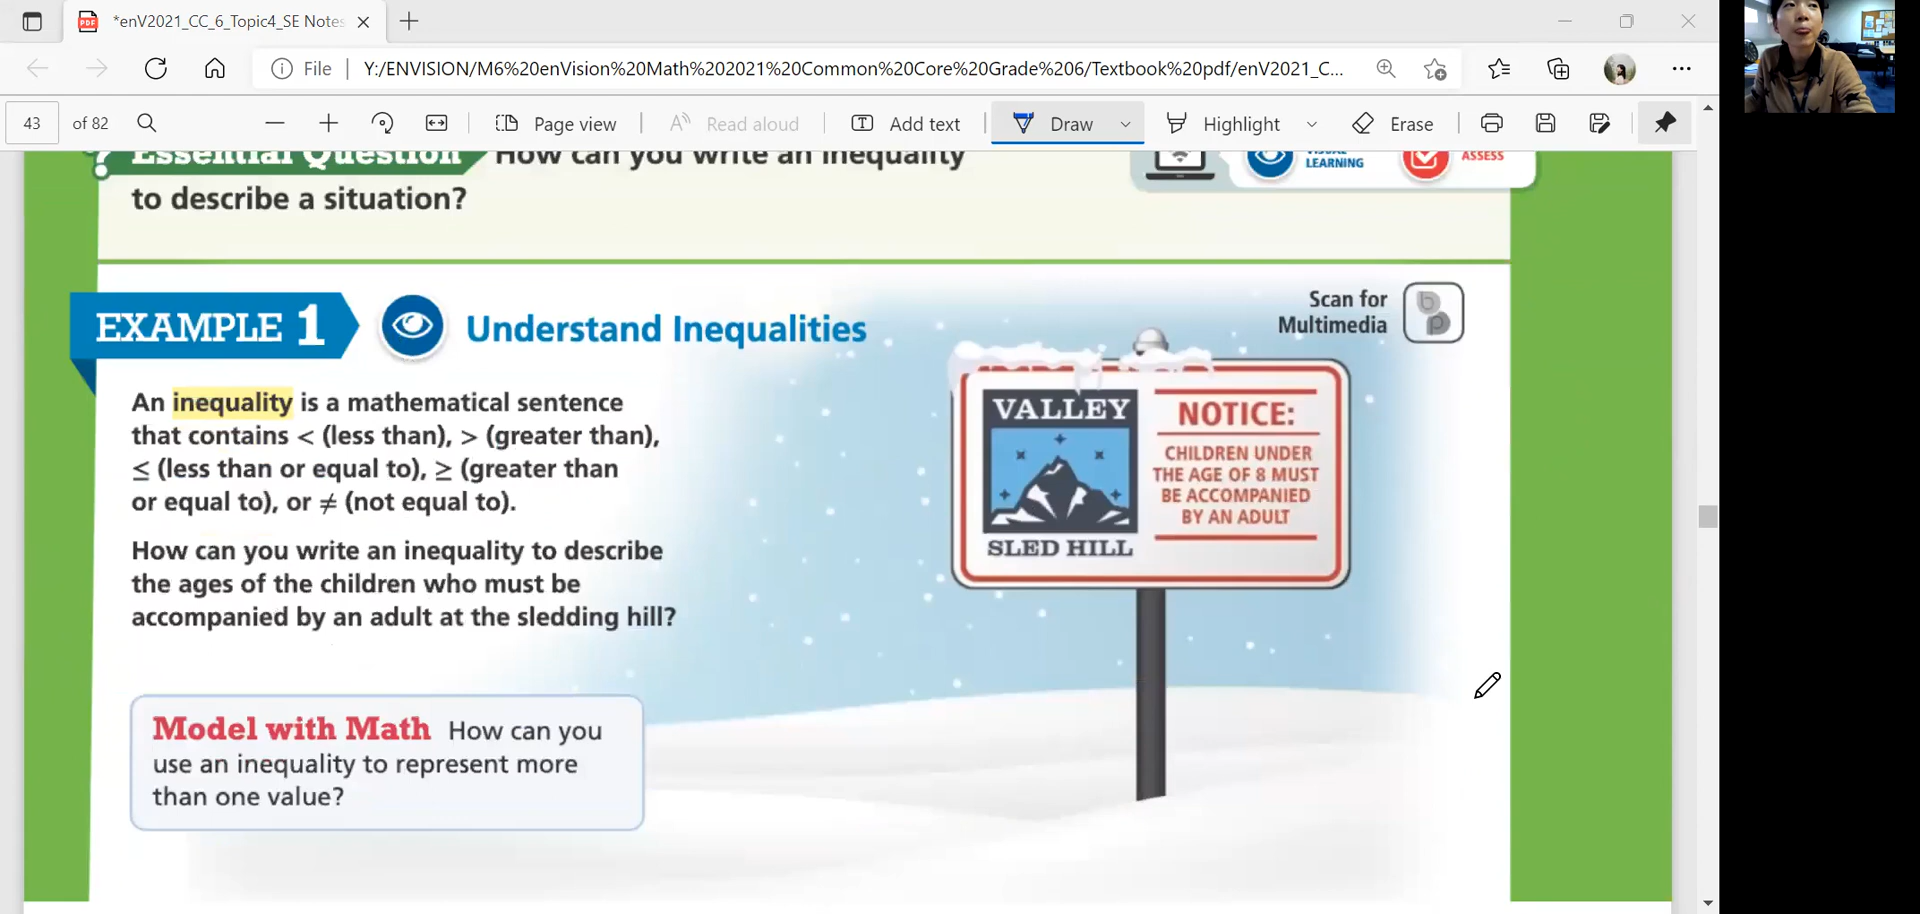 *enV2021_CC_6_Topic4_SE Notes
File
Y:/ENVISION/M6%20enVision%20Math%202021%20Common%20Core%20Grade%206/Textbook%20pdf/enV2021_C...
43 of 82
Page view
Read aloud
Add text
Draw
Highlight
Erase
Essential Question How can you write an inequality
to describe a situation?
VISUAL
LEARNING
ASSESS
EXAMPLE 1
Understand Inequalities
Scan for
Multimedia
An inequality is a mathematical sentence
that contains < (less than), > (greater than),
≤ (less than or equal to), ≥ (greater than
or equal to), or ≠ (not equal to).
How can you write an inequality to describe
the ages of the children who must be
accompanied by an adult at the sledding hill?
VALLEY
SLED HILL
NOTICE:
CHILDREN UNDER
THE AGE OF 8 MUST
BE ACCOMPANIED
BY AN ADULT
Model with Math How can you
use an inequality to represent more
than one value?